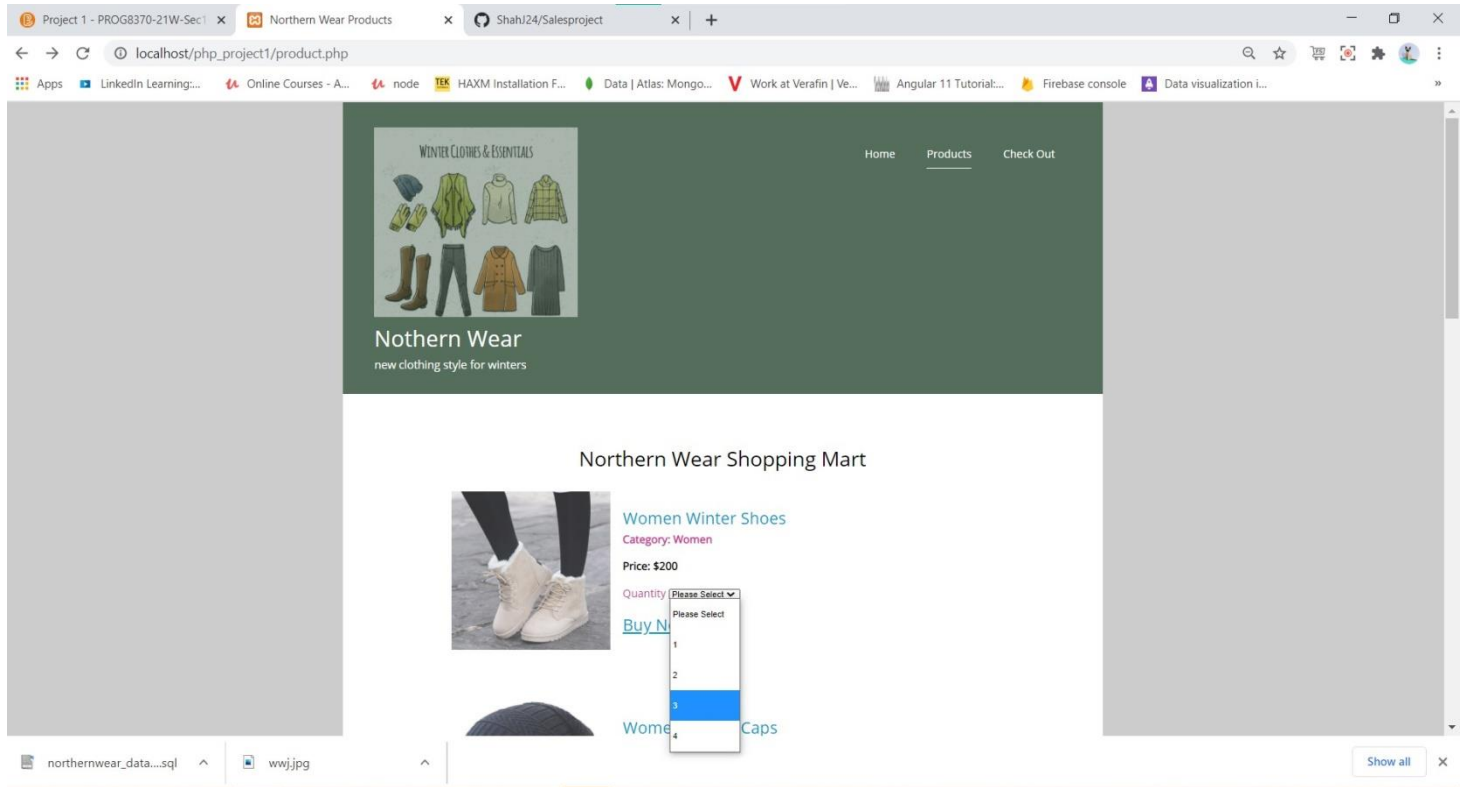 Project 1 - PROG8370-21W-Sec1
Northern Wear Products
ShahJ24/Salesproject
localhost/php_project1/product.php
Apps
LinkedIn Learning:...
Online Courses - A...
node
TEK
HAXM Installation F...
Data | Atlas: Mongo...
Work at Verafin | Ve...
Angular 11 Tutorial:...
Firebase console
Data visualization i...
»
WINTER CLOTHES & ESSENTIALS
Home Products Check Out
Nothern Wear
new clothing style for winters
Northern Wear Shopping Mart
Women Winter Shoes
Category: Women
Price: $200
Quantity Please Select
Please Select
Buy N
1
2
3
4
Wome Caps
northernwear_data....sql
wwj.jpg
Show all